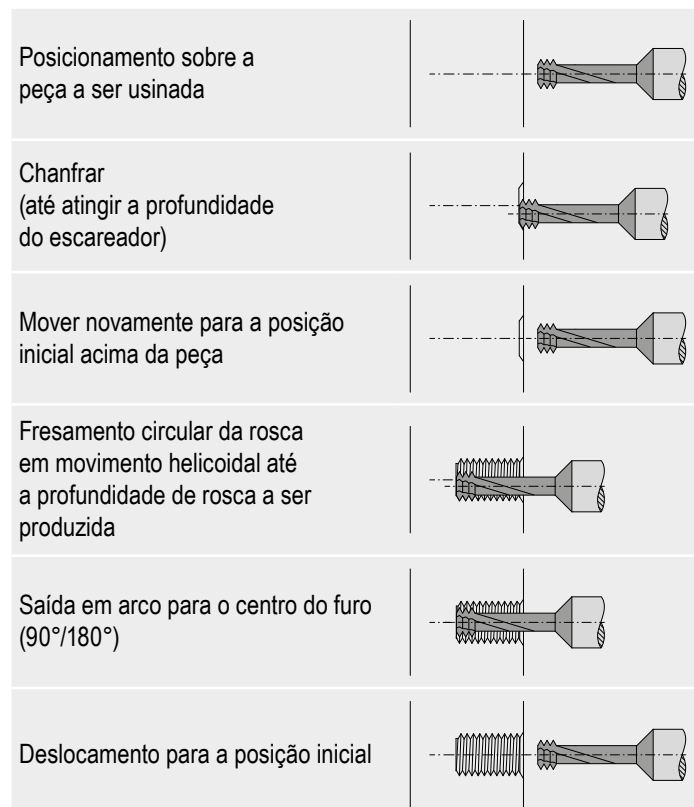 Posicionamento sobre a
peça a ser usinada
Chanfrar
(até atingir a profundidade
do escareador)
Mover novamente para a posição
inicial acima da peça
Fresamento circular da rosca
em movimento helicoidal até
a profundidade de rosca a ser
produzida
Saída em arco para o centro do furo
(90°/180°)
Deslocamento para a posição inicial